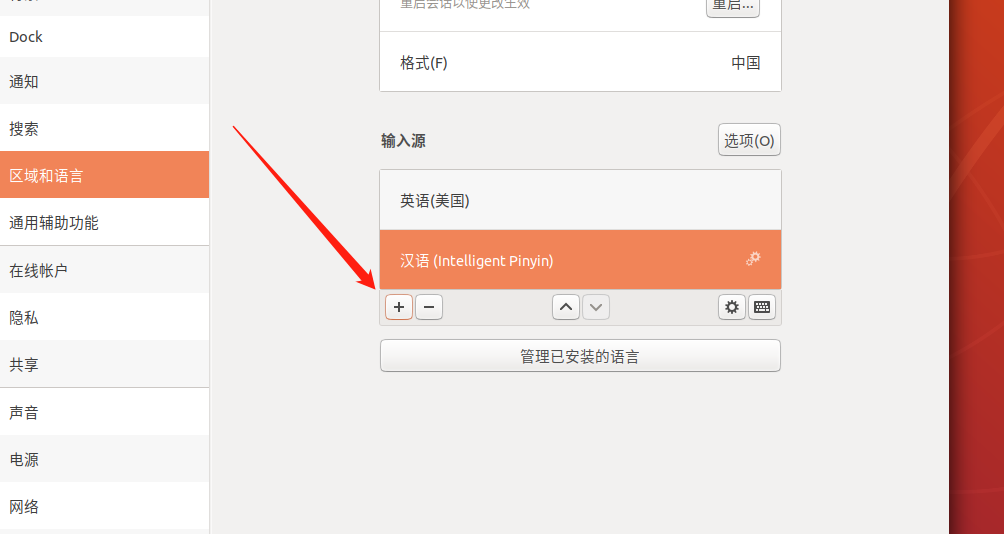 重启会话以使更改生效
重启...
格式(F)
中国
Dock
通知
搜索
区域和语言
通用辅助功能
在线帐户
隐私
共享
声音
电源
网络
输入源
选项(O)
英语(美国)
汉语 (Intelligent Pinyin)
管理已安装的语言